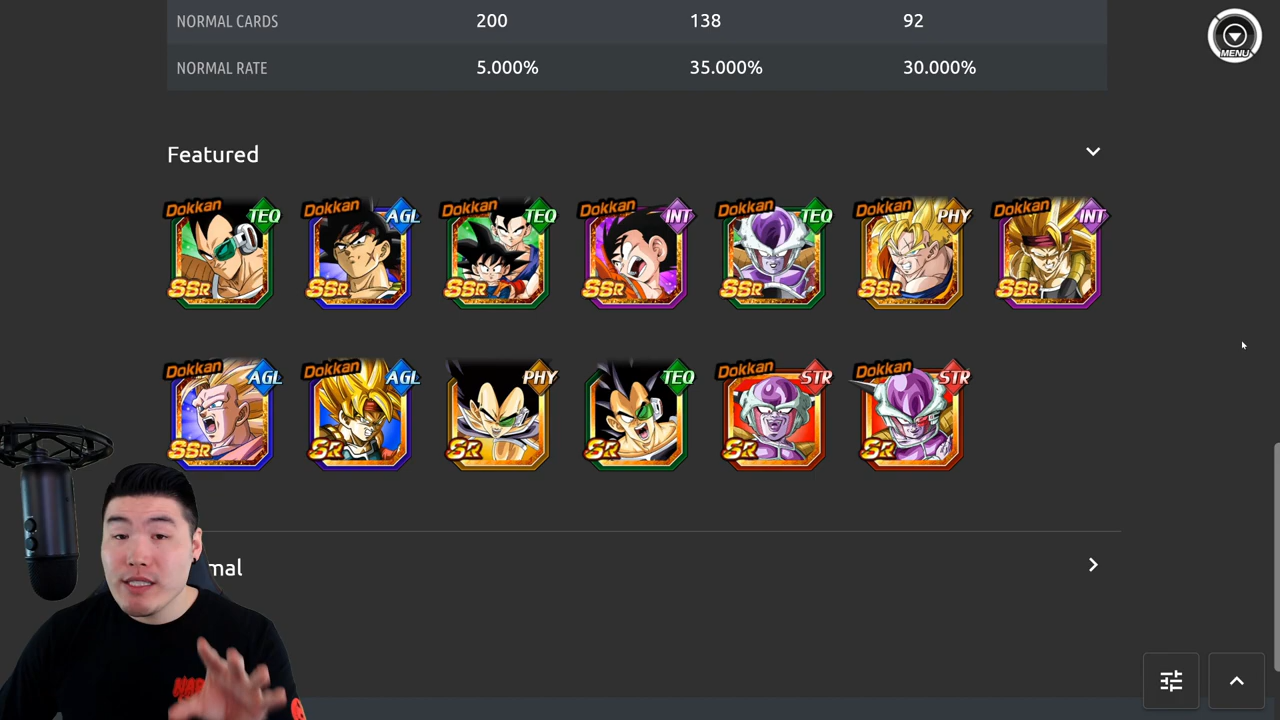 NORMAL CARDS 200 138 92
MENU
NORMAL RATE 5.000% 35.000% 30.000%
Featured
Dokkan TEQ Dokkan AGL Dokkan TEQ Dokkan INT Dokkan TEQ Dokkan PHY Dokkan INT
SSR SSR SSR SSR SSR SSR SSR
Dokkan AGL Dokkan AGL PHY TEQ Dokkan STR Dokkan STR
SSR SR SR SR SR SR
mal